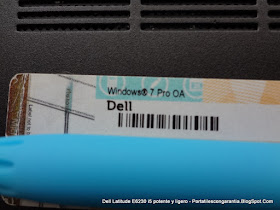 Windows® 7 Pro OA
Dell
Dell Latitude E6230 i5 potente y ligero - Portatilescongarantia.BlogSpot.Com